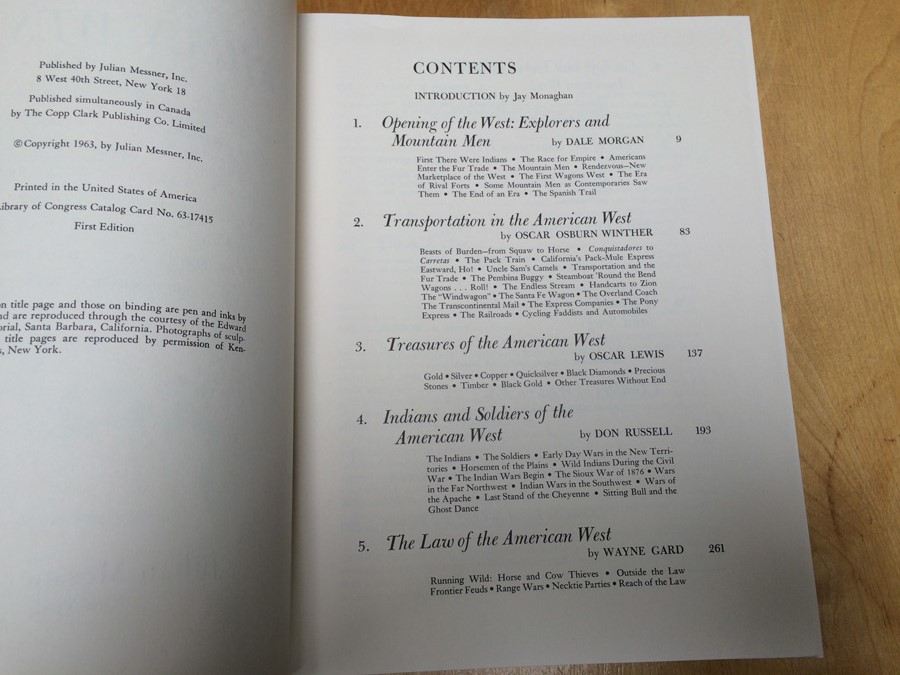 Published by Julian Messner, Inc.
8 West 40th Street, New York 18
Published simultaneously in Canada
by The Copp Clark Publishing Co. Limited
©Copyright 1963, by Julian Messner, Inc.
Printed in the United States of America
Library of Congress Catalog Card No. 63-17415
First Edition
on title page and those on binding are pen and inks by
nd are reproduced through the courtesy of the Edward
orial, Santa Barbara, California. Photographs of sculp-
title pages are reproduced by permission of Ken-
s, New York.
CONTENTS
INTRODUCTION by Jay Monaghan
1. Opening of the West: Explorers and
Mountain Men by DALE MORGAN 9
First There Were Indians • The Race for Empire • Americans
Enter the Fur Trade • The Mountain Men • Rendezvous—New
Marketplace of the West • The First Wagons West • The Era
of Rival Forts • Some Mountain Men as Contemporaries Saw
Them • The End of an Era • The Spanish Trail
2. Transportation in the American West
by OSCAR OSBURN WINTHER 83
Beasts of Burden—from Squaw to Horse • Conquistadores to
Carretas • The Pack Train • California's Pack-Mule Express
Eastward, Ho! • Uncle Sam's Camels • Transportation and the
Fur Trade • The Pembina Buggy • Steamboat 'Round the Bend
Wagons . . . Roll! • The Endless Stream • Handcarts to Zion
The "Windwagon" • The Santa Fe Wagon • The Overland Coach
The Transcontinental Mail • The Express Companies • The Pony
Express • The Railroads • Cycling Faddists and Automobiles
3. Treasures of the American West
by OSCAR LEWIS 137
Gold • Silver • Copper • Quicksilver • Black Diamonds • Precious
Stones • Timber • Black Gold • Other Treasures Without End
4. Indians and Soldiers of the
American West by DON RUSSELL 193
The Indians • The Soldiers • Early Day Wars in the New Terri-
tories • Horsemen of the Plains • Wild Indians During the Civil
War • The Indian Wars Begin • The Sioux War of 1876 • Wars
in the Far Northwest • Indian Wars in the Southwest • Wars of
the Apache • Last Stand of the Cheyenne • Sitting Bull and the
Ghost Dance
5. The Law of the American West
by WAYNE GARD 261
Running Wild: Horse and Cow Thieves • Outside the Law
Frontier Feuds • Range Wars • Necktie Parties • Reach of the Law